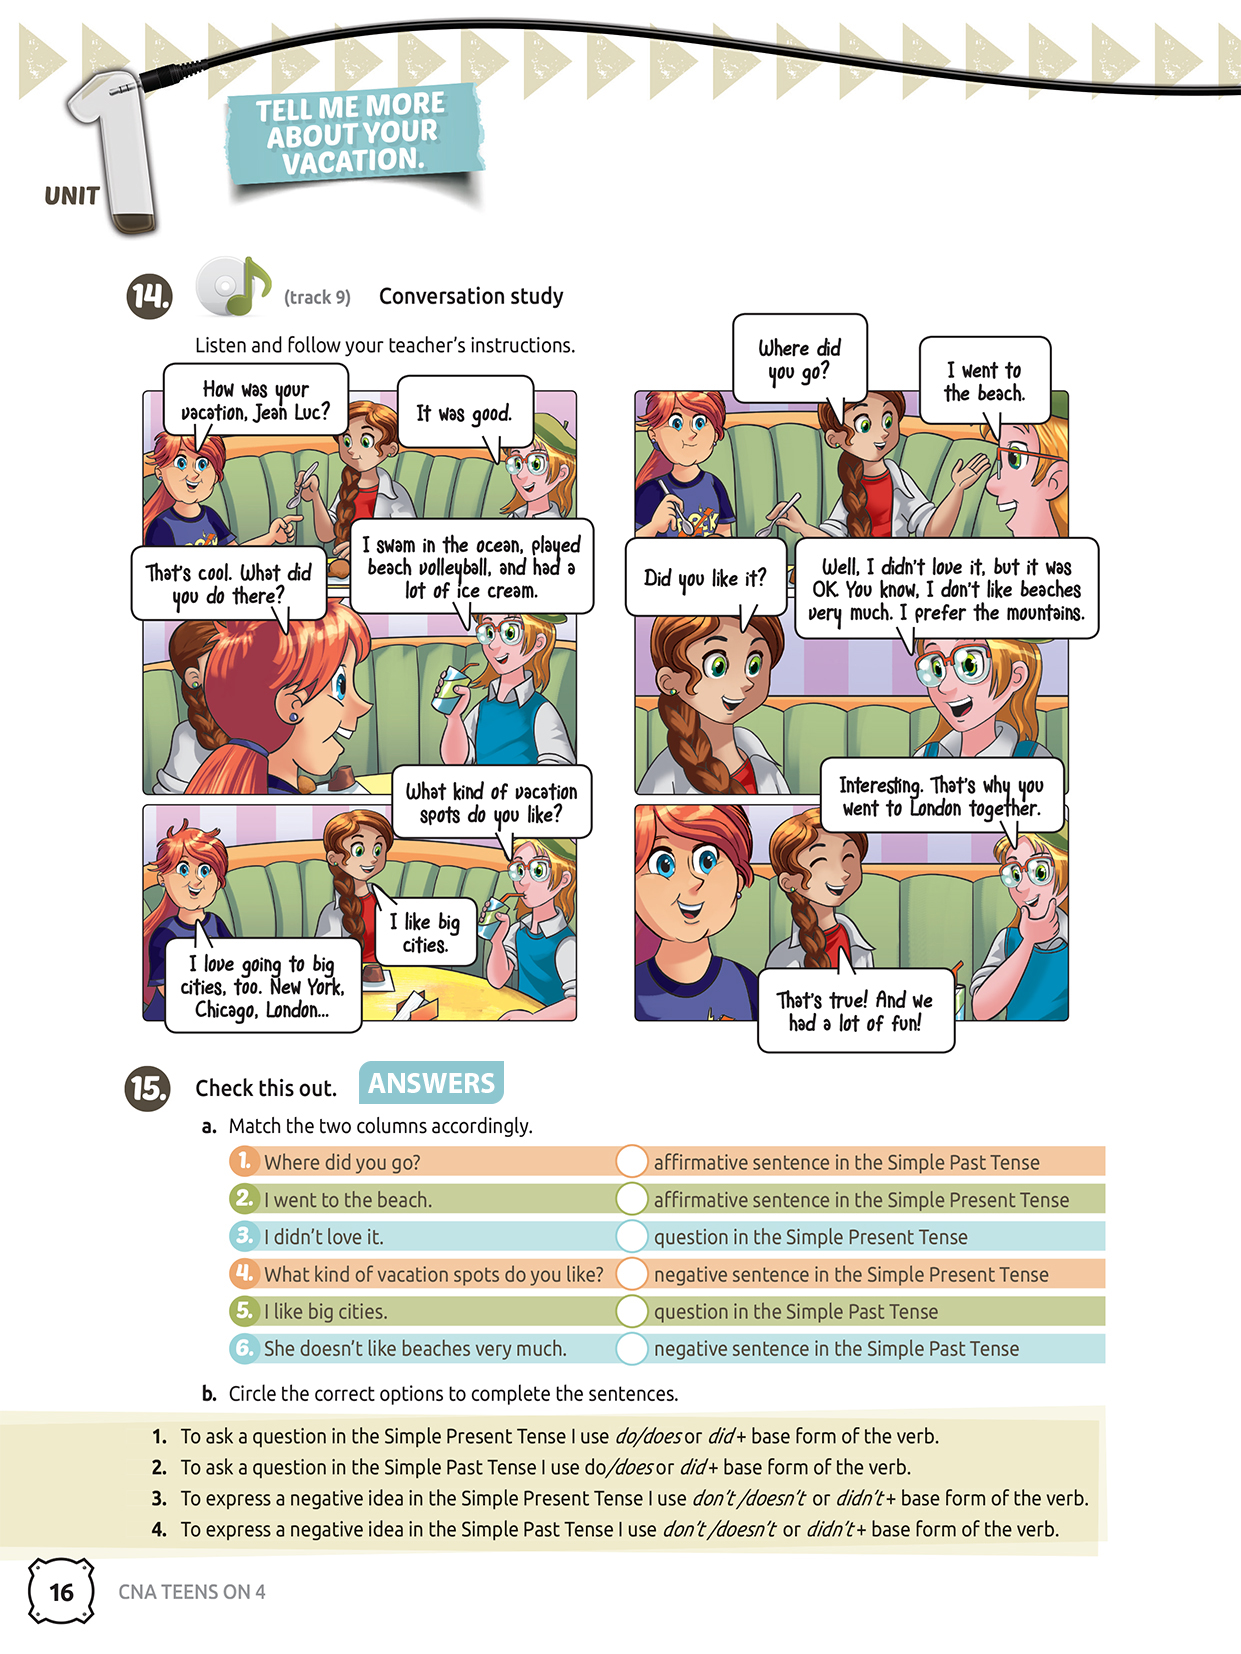 UNIT
1
TELL ME MORE
ABOUT YOUR
VACATION.
14.
(track 9)
Conversation study
Listen and follow your teacher's instructions.
How was your
vacation, Jean Luc?
It was good.
Where did
you go?
I went to
the beach.
That's cool. What did
you do there?
I swam in the ocean, played
beach volleyball, and had a
lot of ice cream.
Did you like it?
Well, I didn't love it, but it was
OK. You know, I don't like beaches
very much. I prefer the mountains.
What kind of vacation
spots do you like?
I like big
cities.
I love going to big
cities, too. New York,
Chicago, London...
Interesting. That's why you
went to London together.
That's true! And we
had a lot of fun!
15.
Check this out.
ANSWERS
a. Match the two columns accordingly.
1. Where did you go? affirmative sentence in the Simple Past Tense
2. I went to the beach. affirmative sentence in the Simple Present Tense
3. I didn't love it. question in the Simple Present Tense
4. What kind of vacation spots do you like? negative sentence in the Simple Present Tense
5. I like big cities. question in the Simple Past Tense
6. She doesn't like beaches very much. negative sentence in the Simple Past Tense
b. Circle the correct options to complete the sentences.
1. To ask a question in the Simple Present Tense I use do/does or did + base form of the verb.
2. To ask a question in the Simple Past Tense I use do/does or did + base form of the verb.
3. To express a negative idea in the Simple Present Tense I use don't /doesn't or didn't + base form of the verb.
4. To express a negative idea in the Simple Past Tense I use don't /doesn't or didn't + base form of the verb.
16
CNA TEENS ON 4